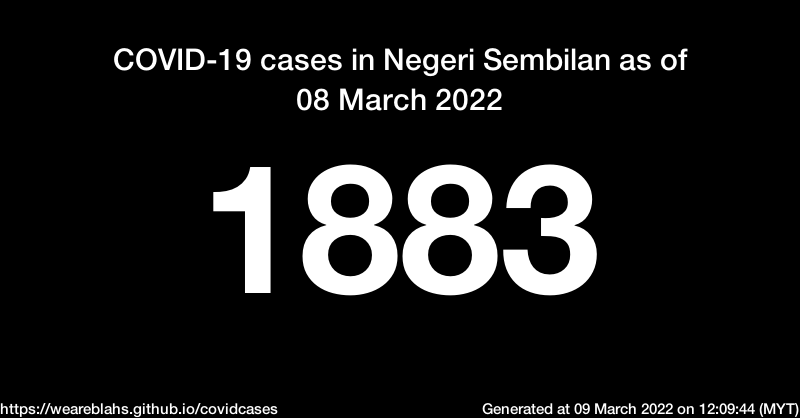 COVID-19 cases in Negeri Sembilan as of
08 March 2022
1883
https://weareblahs.github.io/covidcases
Generated at 09 March 2022 on 12:09:44 (MYT)